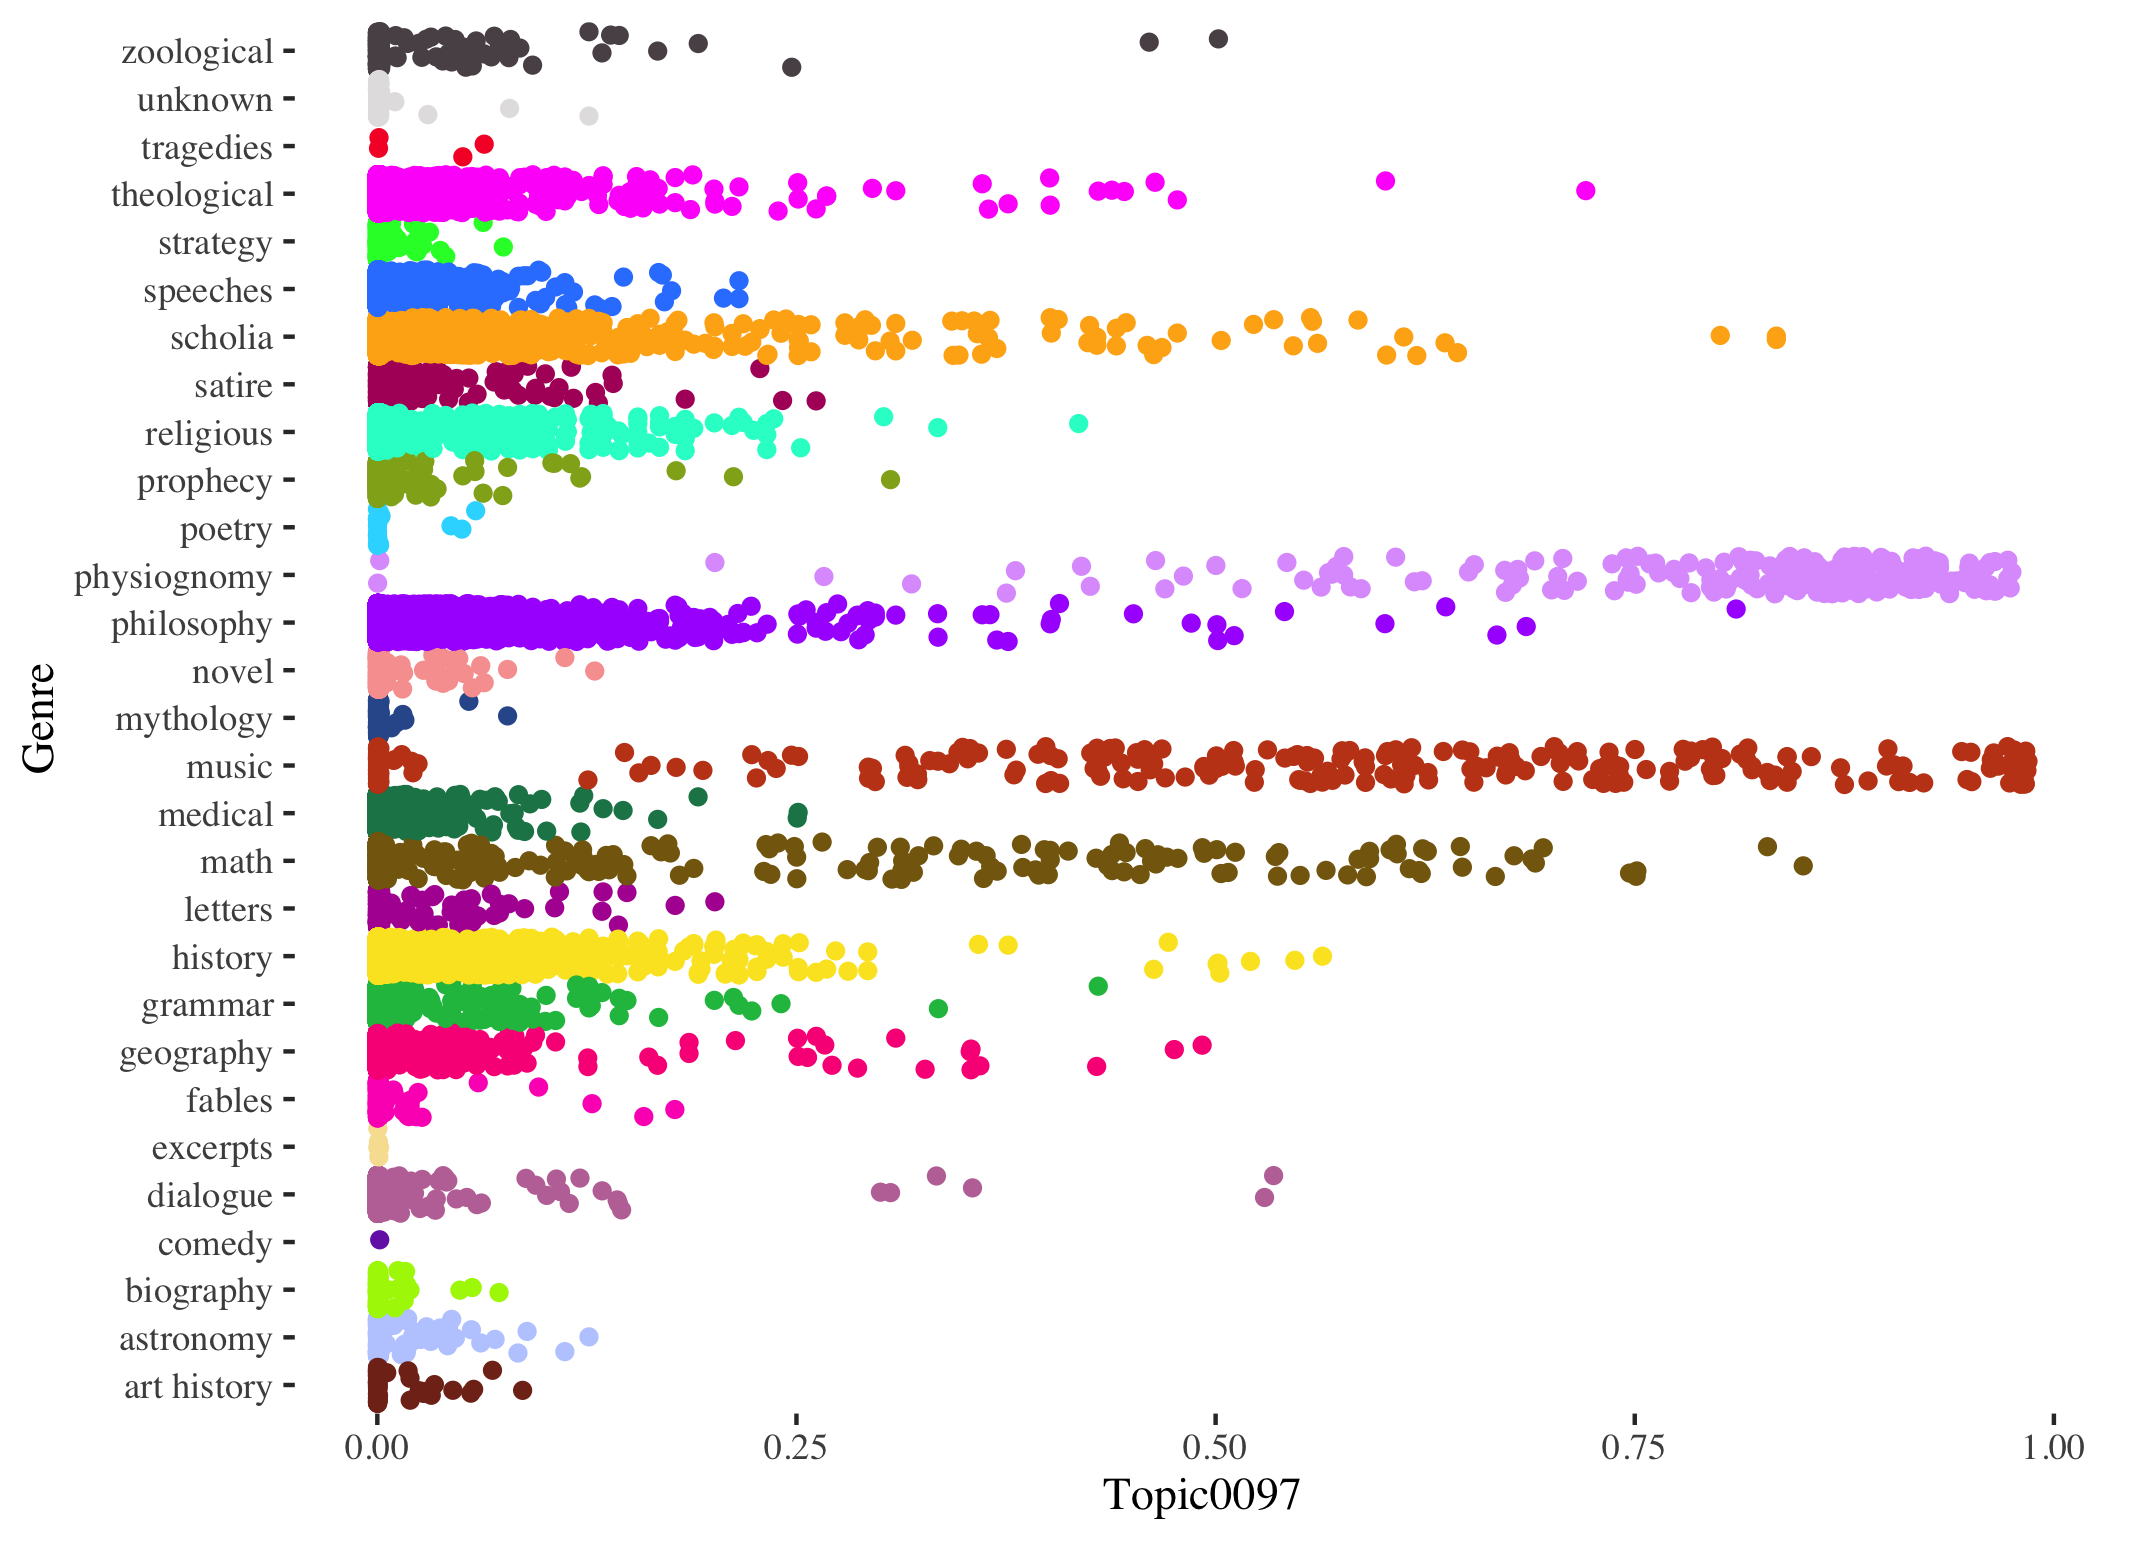 zoological
unknown
tragedies
theological
strategy
speeches
scholia
satire
religious
prophecy
poetry
physiognomy
philosophy
novel
mythology
music
medical
math
letters
history
grammar
geography
fables
excerpts
dialogue
comedy
biography
astronomy
art history
Genre
0.00 0.25 0.50 0.75 1.00
Topic0097